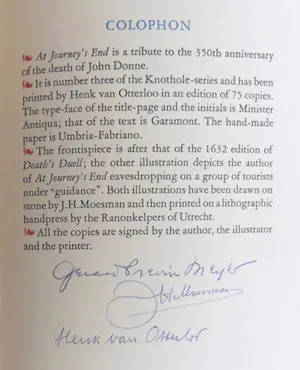 COLOPHON
At Journey's End is a tribute to the 350th anniversary
of the death of John Donne.
It is number three of the Knothole-series and has been
printed by Henk van Otterloo in an edition of 75 copies.
The type-face of the title-page and the initials is Minister
Antiqua; that of the text is Garamont. The hand-made
paper is Umbria-Fabriano.
The frontispiece is after that of the 1632 edition of
Death's Duell; the other illustration depicts the author
of At Journey's End eavesdropping on a group of tourists
under “guidance”. Both illustrations have been drawn on
stone by J.H.Moesman and then printed on a lithographic
handpress by the Ranonkelpers of Utrecht.
All the copies are signed by the author, the illustrator
and the printer.
Henk van Otterlo